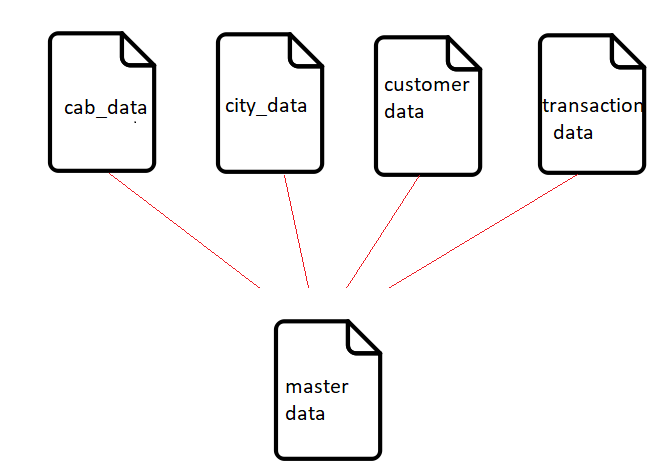 cab_data
city_data
customer
data
transaction
data
master
data